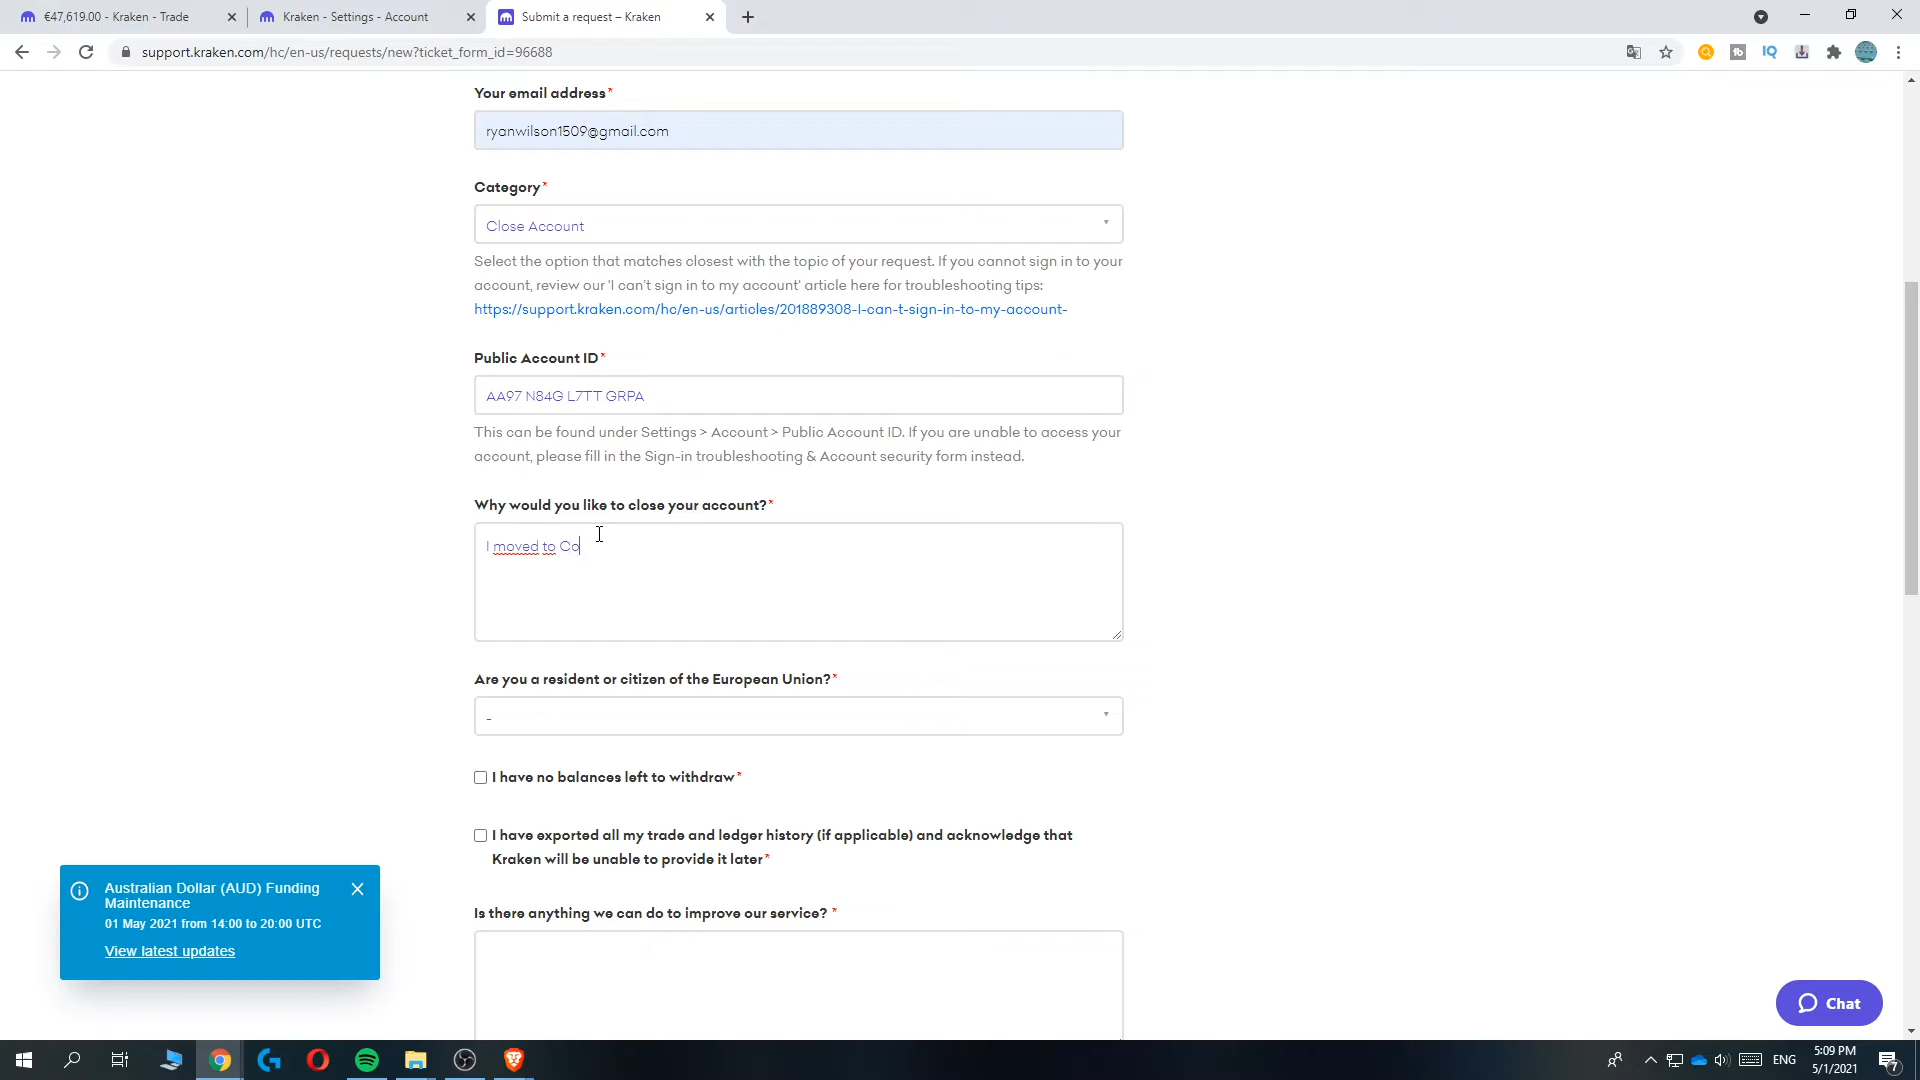 €47,619.00 - Kraken - Trade
Kraken - Settings - Account
Submit a request – Kraken
support.kraken.com/hc/en-us/requests/new?ticket_form_id=96688
IQ
Your email address*
ryanwilson1509@gmail.com
Category*
Close Account
Select the option that matches closest with the topic of your request. If you cannot sign in to your
account, review our 'I can't sign in to my account' article here for troubleshooting tips:
https://support.kraken.com/hc/en-us/articles/201889308-I-can-t-sign-in-to-my-account-
Public Account ID*
AA97 N84G L7TT GRPA
This can be found under Settings > Account > Public Account ID. If you are unable to access your
account, please fill in the Sign-in troubleshooting & Account security form instead.
Why would you like to close your account?*
I moved to Co
Are you a resident or citizen of the European Union?*
-
I have no balances left to withdraw*
I have exported all my trade and ledger history (if applicable) and acknowledge that
Kraken will be unable to provide it later*
Is there anything we can do to improve our service? *
Australian Dollar (AUD) Funding
Maintenance
01 May 2021 from 14:00 to 20:00 UTC
View latest updates
Chat
ENG
5:09 PM
5/1/2021
7